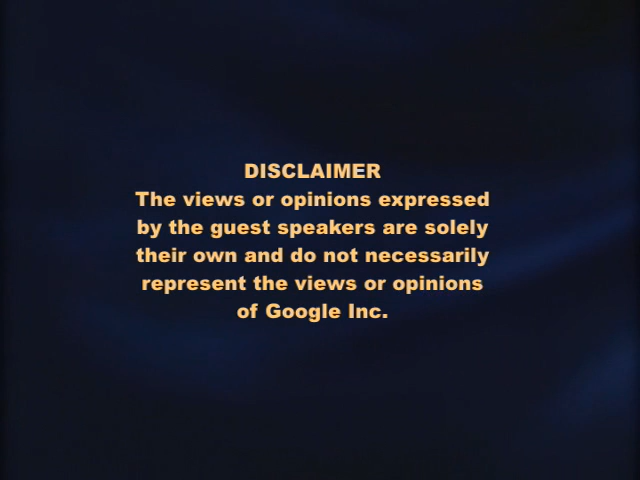 DISCLAIMER
The views or opinions expressed
by the guest speakers are solely
their own and do not necessarily
represent the views or opinions
of Google Inc.